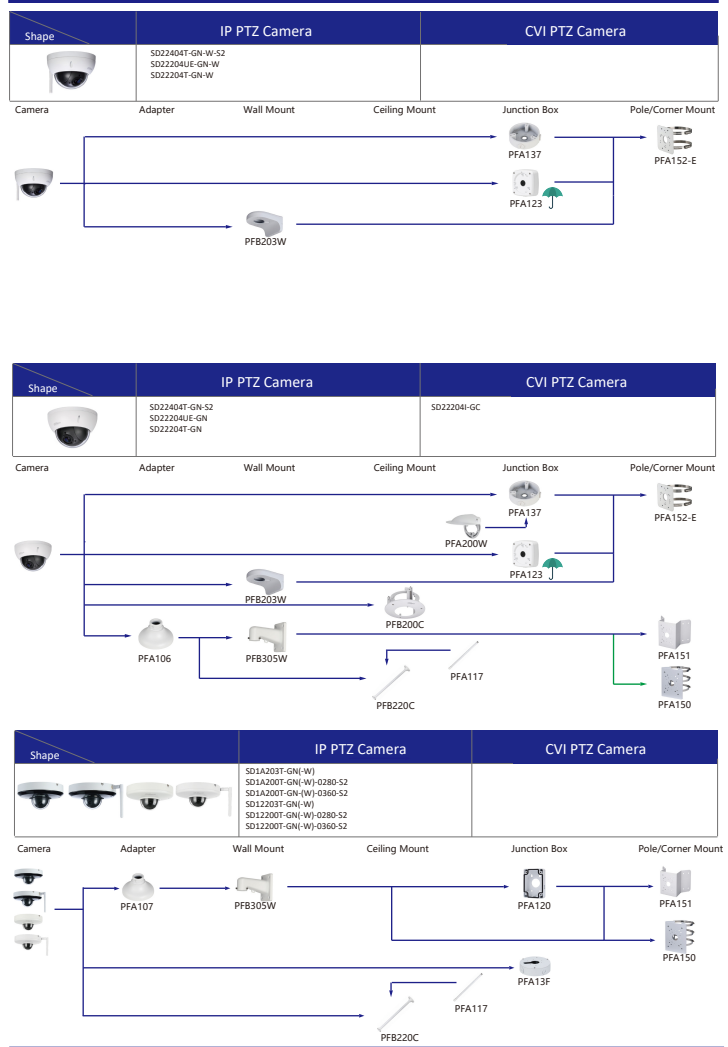 Shape
IP PTZ Camera
CVI PTZ Camera
SD22404T-GN-W-S2
SD22204UE-GN-W
SD22204T-GN-W
Camera
Adapter
Wall Mount
Ceiling Mount
Junction Box
Pole/Corner Mount
PFA137
PFA152-E
PFA123
PFB203W
Shape
IP PTZ Camera
CVI PTZ Camera
SD22404T-GN-S2
SD22204UE-GN
SD22204T-GN
SD22204I-GC
Camera
Adapter
Wall Mount
Ceiling Mount
Junction Box
Pole/Corner Mount
PFA137
PFA152-E
PFA200W
PFA123
PFB203W
PFB200C
PFA106
PFB305W
PFA151
PFA117
PFB220C
PFA150
Shape
IP PTZ Camera
CVI PTZ Camera
SD1A203T-GN(-W)
SD1A200T-GN(-W)-0280-S2
SD1A200T-GN-(W)-0360-S2
SD12203T-GN(-W)
SD12200T-GN(-W)-0280-S2
SD12200T-GN(-W)-0360-S2
Camera
Adapter
Wall Mount
Ceiling Mount
Junction Box
Pole/Corner Mount
PFA107
PFB305W
PFA120
PFA151
PFA150
PFA13F
PFA117
PFB220C